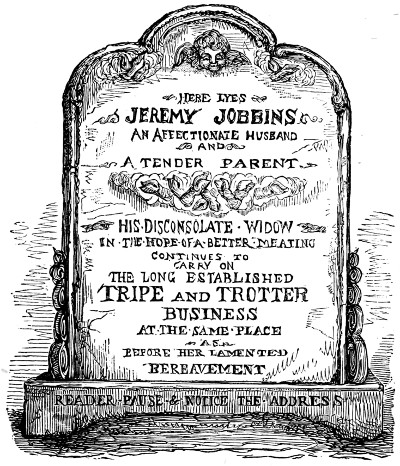 HERE LYES
JEREMY JOBBINS
AN AFFECTIONATE HUSBAND
AND
A TENDER PARENT
HIS · DISCONSOLATE · WIDOW
IN · THE · HOPE · OF · A · BETTER · MEATING
CONTINUES TO
CARRY ON
THE LONG ESTABLISHED
TRIPE AND TROTTER
BUSINESS
AT · THE · SAME · PLACE
AS
BEFORE HER LAMENTED
BEREAVEMENT
READER · PAUSE · & NOTICE THE ADDRESS